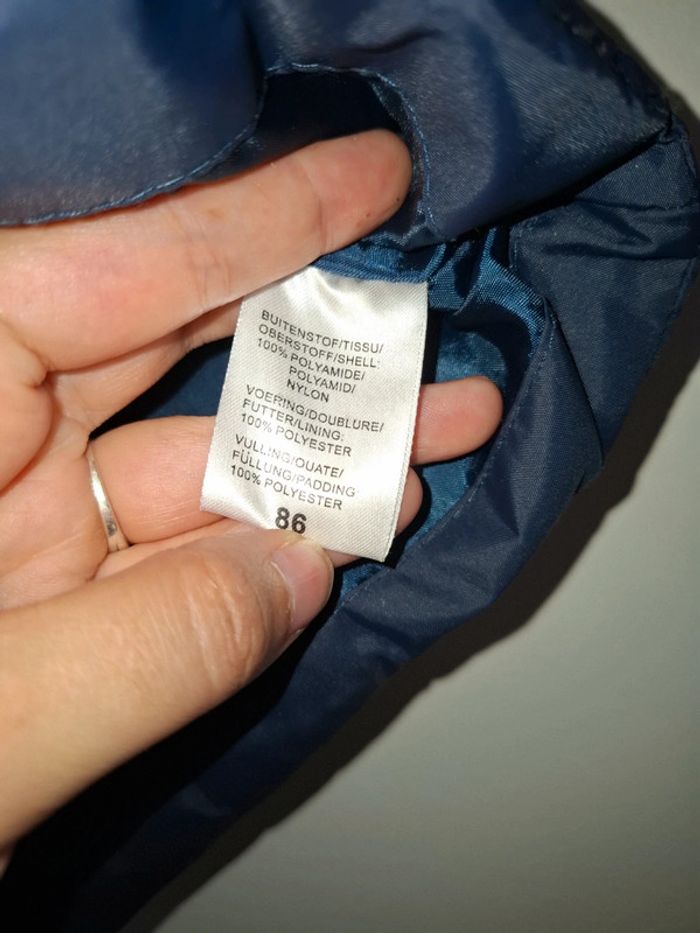 BUITENSTOF/TISSU/
OBERSTOFF/SHELL:
100% POLYAMIDE/
POLYAMID/
NYLON
VOERING/DOUBLURE/
FUTTER/LINING:
100% POLYESTER
VULLING/OUATE/
FÜLLUNG/PADDING
100% POLYESTER
86